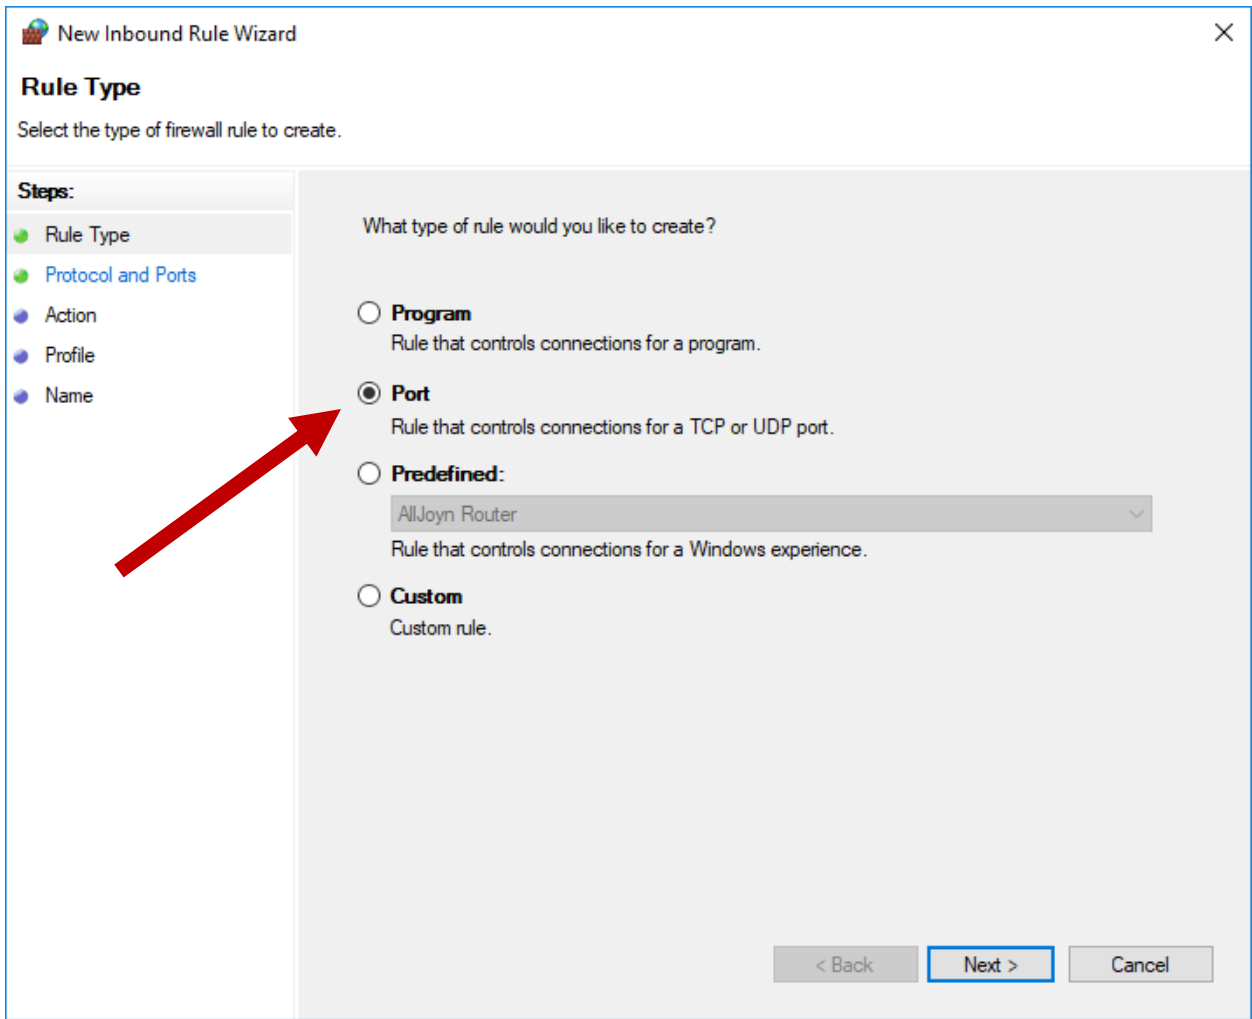 New Inbound Rule Wizard
Rule Type
Select the type of firewall rule to create.
Steps:
Rule Type
Protocol and Ports
Action
Profile
Name
What type of rule would you like to create?
Program
Rule that controls connections for a program.
Port
Rule that controls connections for a TCP or UDP port.
Predefined:
AllJoyn Router
Rule that controls connections for a Windows experience.
Custom
Custom rule.
< Back
Next >
Cancel